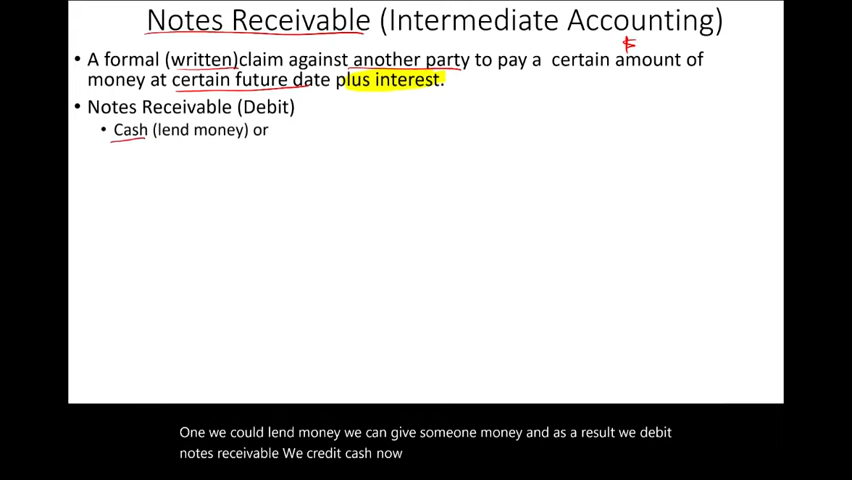 Notes Receivable (Intermediate Accounting)
$
• A formal (written)claim against another party to pay a certain amount of
money at certain future date plus interest.
• Notes Receivable (Debit)
• Cash (lend money) or
One we could lend money we can give someone money and as a result we debit
notes receivable We credit cash now